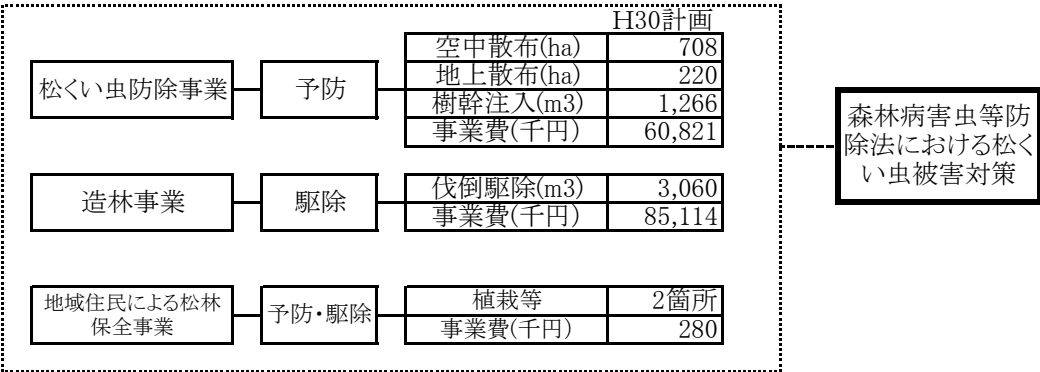 H30計画
松くい虫防除事業
予防
空中散布(ha) 708
地上散布(ha) 220
樹幹注入(m3) 1,266
事業費(千円) 60,821
造林事業
駆除
伐倒駆除(m3) 3,060
事業費(千円) 85,114
地域住民による松林
保全事業
予防・駆除
植栽等 2箇所
事業費(千円) 280
森林病害虫等防
除法における松く
い虫被害対策